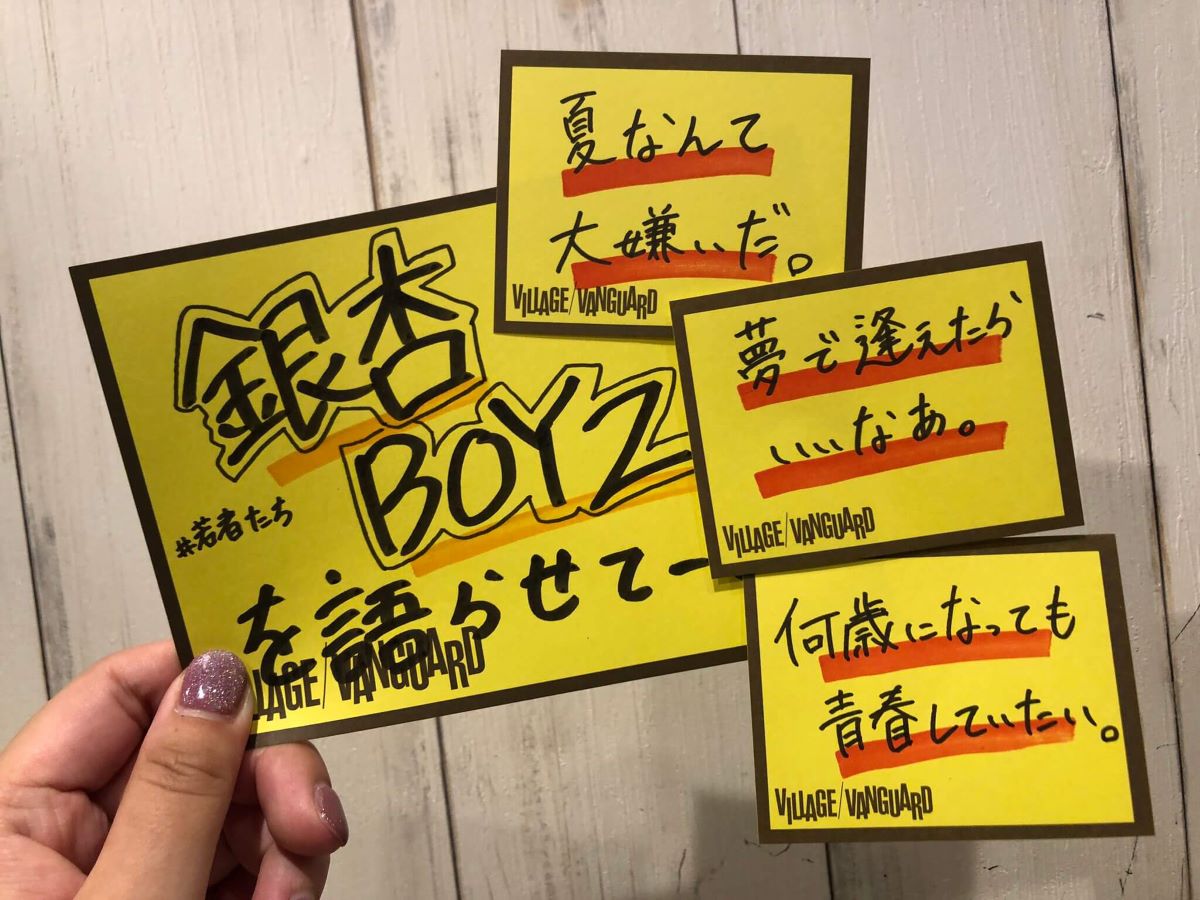 銀杏
BOYZ
#若者たち
を語らせてー
VILLAGE/VANGUARD
夏なんて
大嫌いだ。
VILLAGE/VANGUARD
夢で逢えたら
いいなあ。
VILLAGE/VANGUARD
何歳になっても
青春していたい。
VILLAGE/VANGUARD